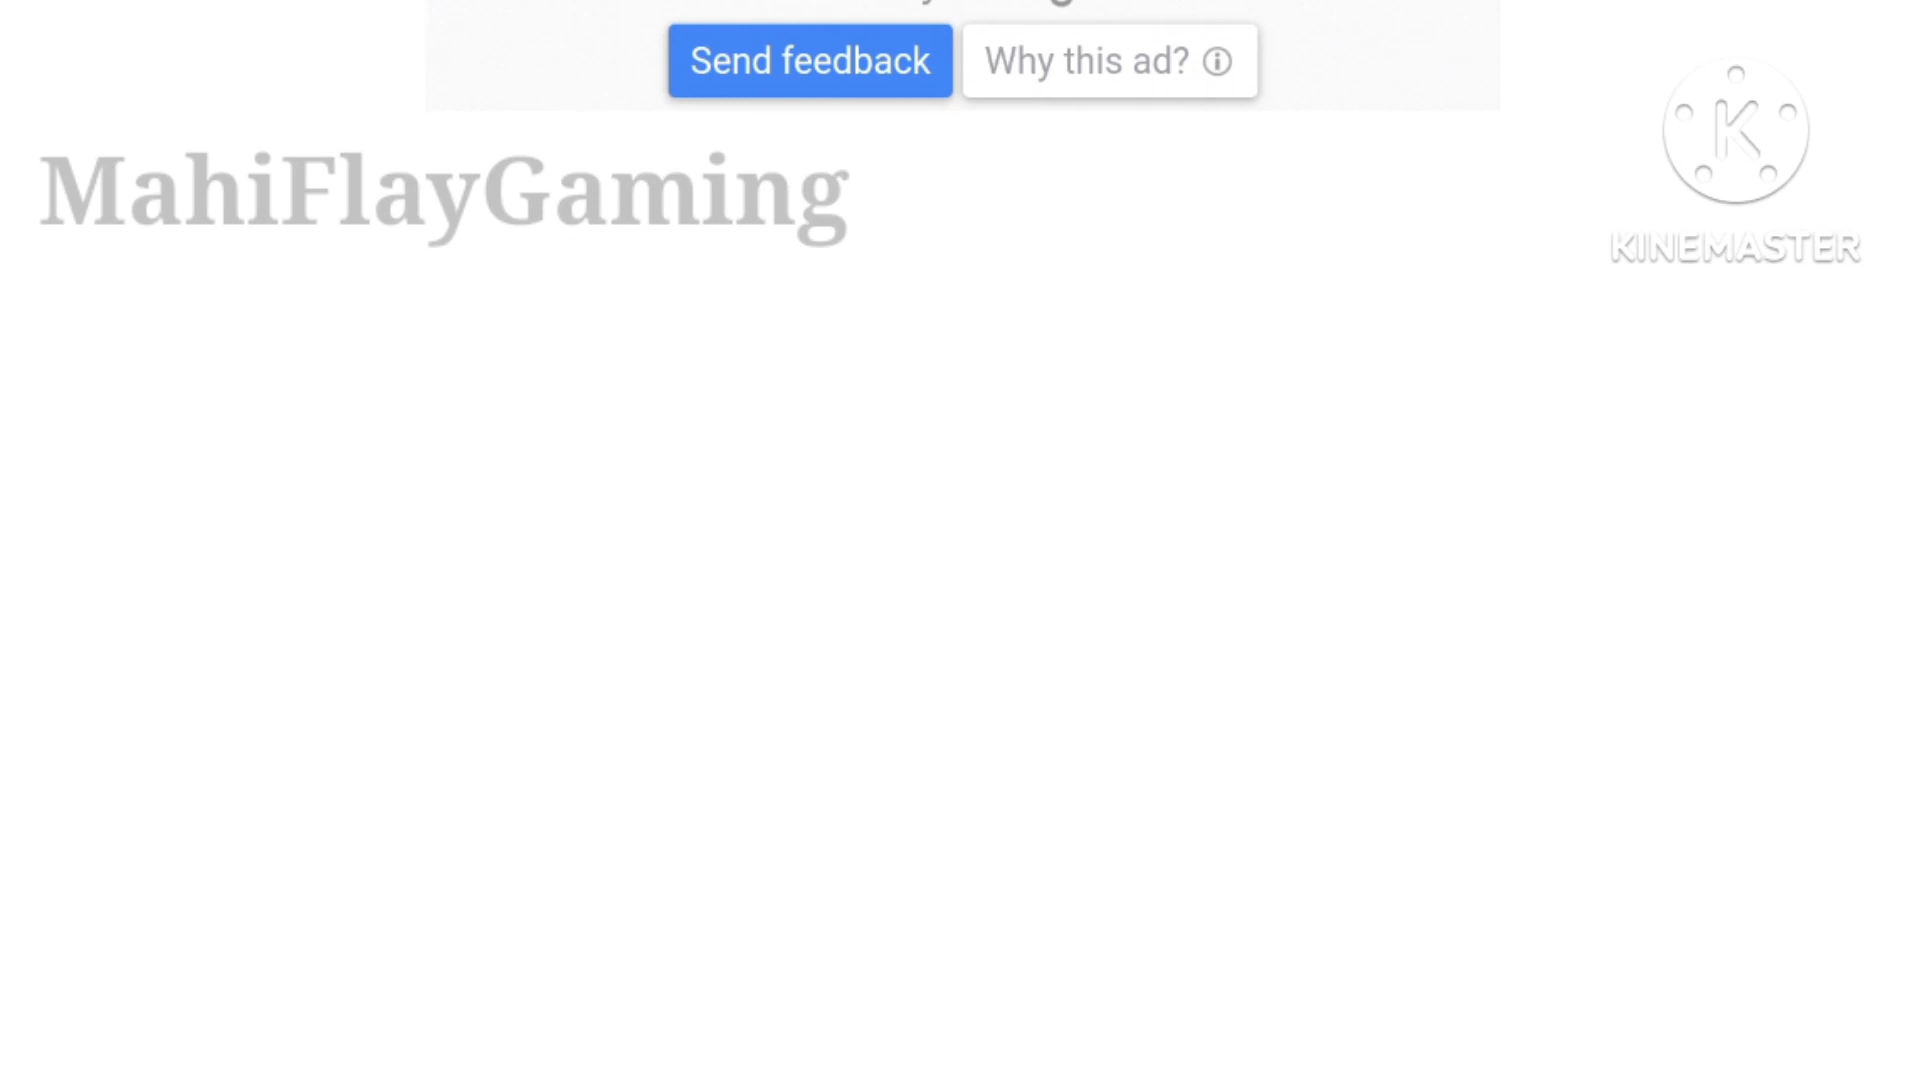 Send feedback
Why this ad?
MahiFlayGaming
K
KINEMASTER